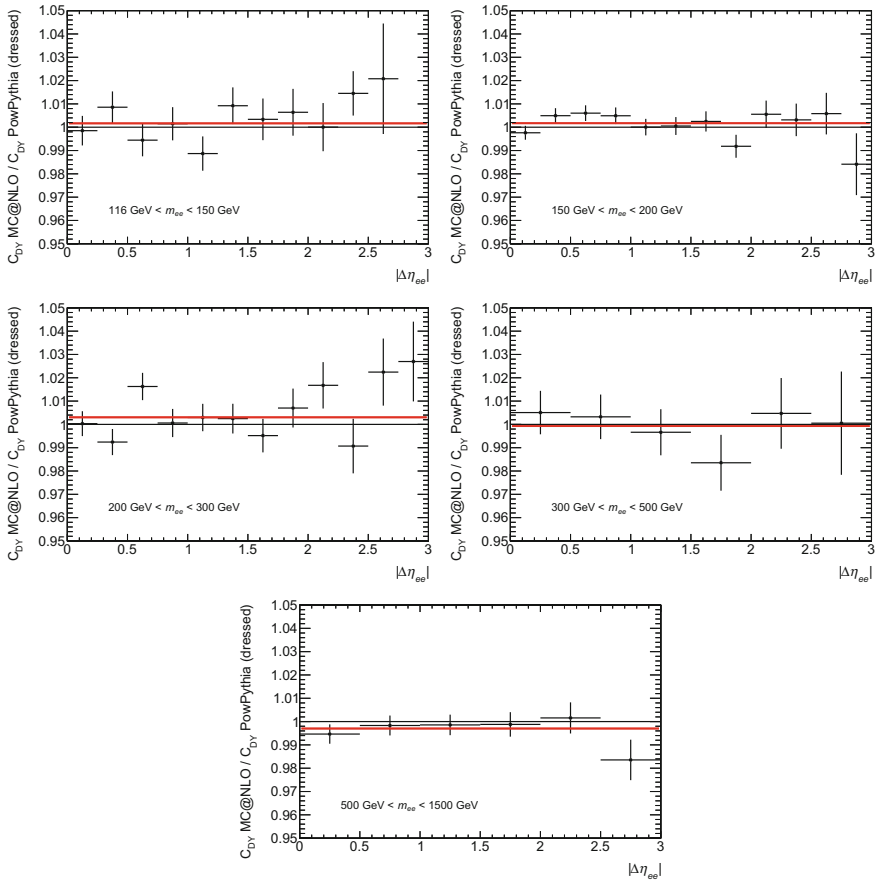 C_DY MC@NLO / C_DY PowPythia (dressed)
1.05
1.04
1.03
1.02
1.01
1
0.99
0.98
0.97
0.96
0.95
116 GeV < m_ee < 150 GeV
0 0.5 1 1.5 2 2.5 3
|Δη_ee|
C_DY MC@NLO / C_DY PowPythia (dressed)
1.05
1.04
1.03
1.02
1.01
1
0.99
0.98
0.97
0.96
0.95
150 GeV < m_ee < 200 GeV
0 0.5 1 1.5 2 2.5 3
|Δη_ee|
C_DY MC@NLO / C_DY PowPythia (dressed)
1.05
1.04
1.03
1.02
1.01
1
0.99
0.98
0.97
0.96
0.95
200 GeV < m_ee < 300 GeV
0 0.5 1 1.5 2 2.5 3
|Δη_ee|
C_DY MC@NLO / C_DY PowPythia (dressed)
1.05
1.04
1.03
1.02
1.01
1
0.99
0.98
0.97
0.96
0.95
300 GeV < m_ee < 500 GeV
0 0.5 1 1.5 2 2.5 3
|Δη_ee|
C_DY MC@NLO / C_DY PowPythia (dressed)
1.05
1.04
1.03
1.02
1.01
1
0.99
0.98
0.97
0.96
0.95
500 GeV < m_ee < 1500 GeV
0 0.5 1 1.5 2 2.5 3
|Δη_ee|